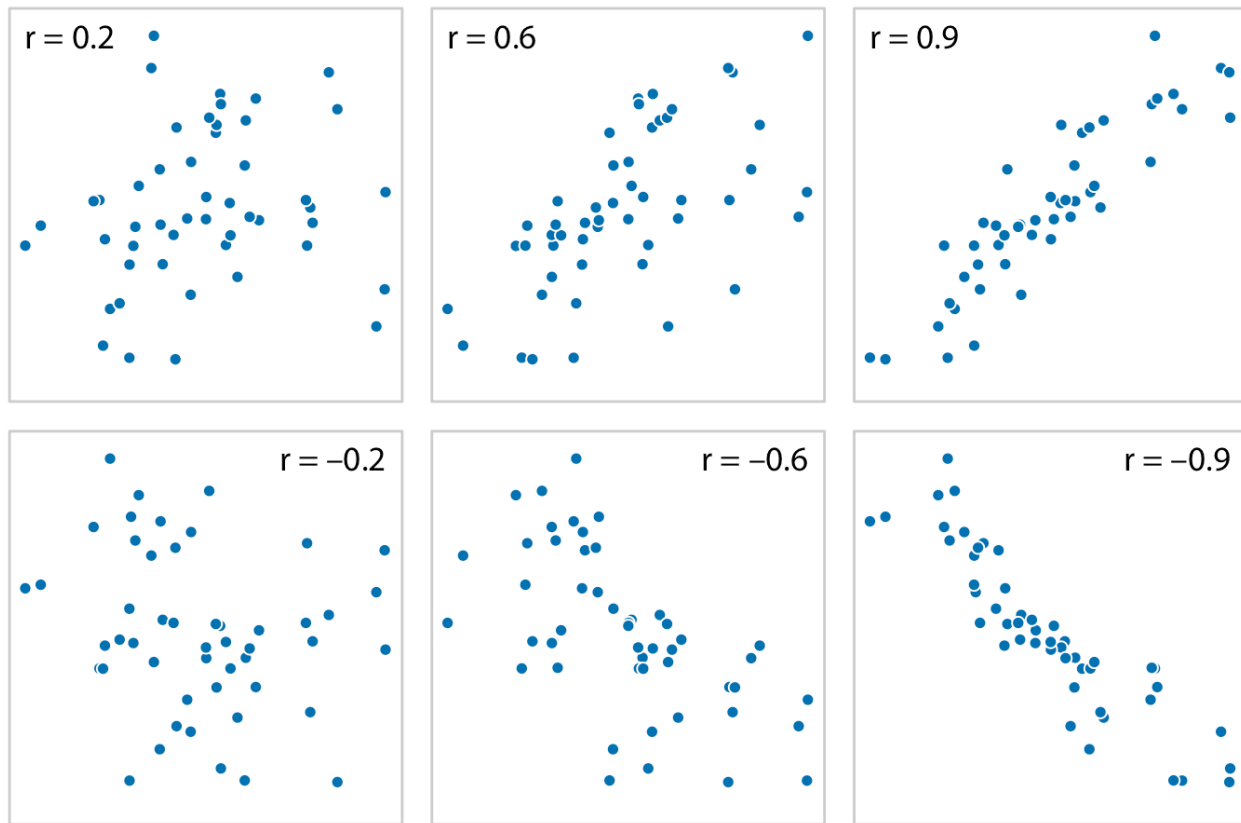 r = 0.2
r = 0.6
r = 0.9
r = –0.2
r = –0.6
r = –0.9